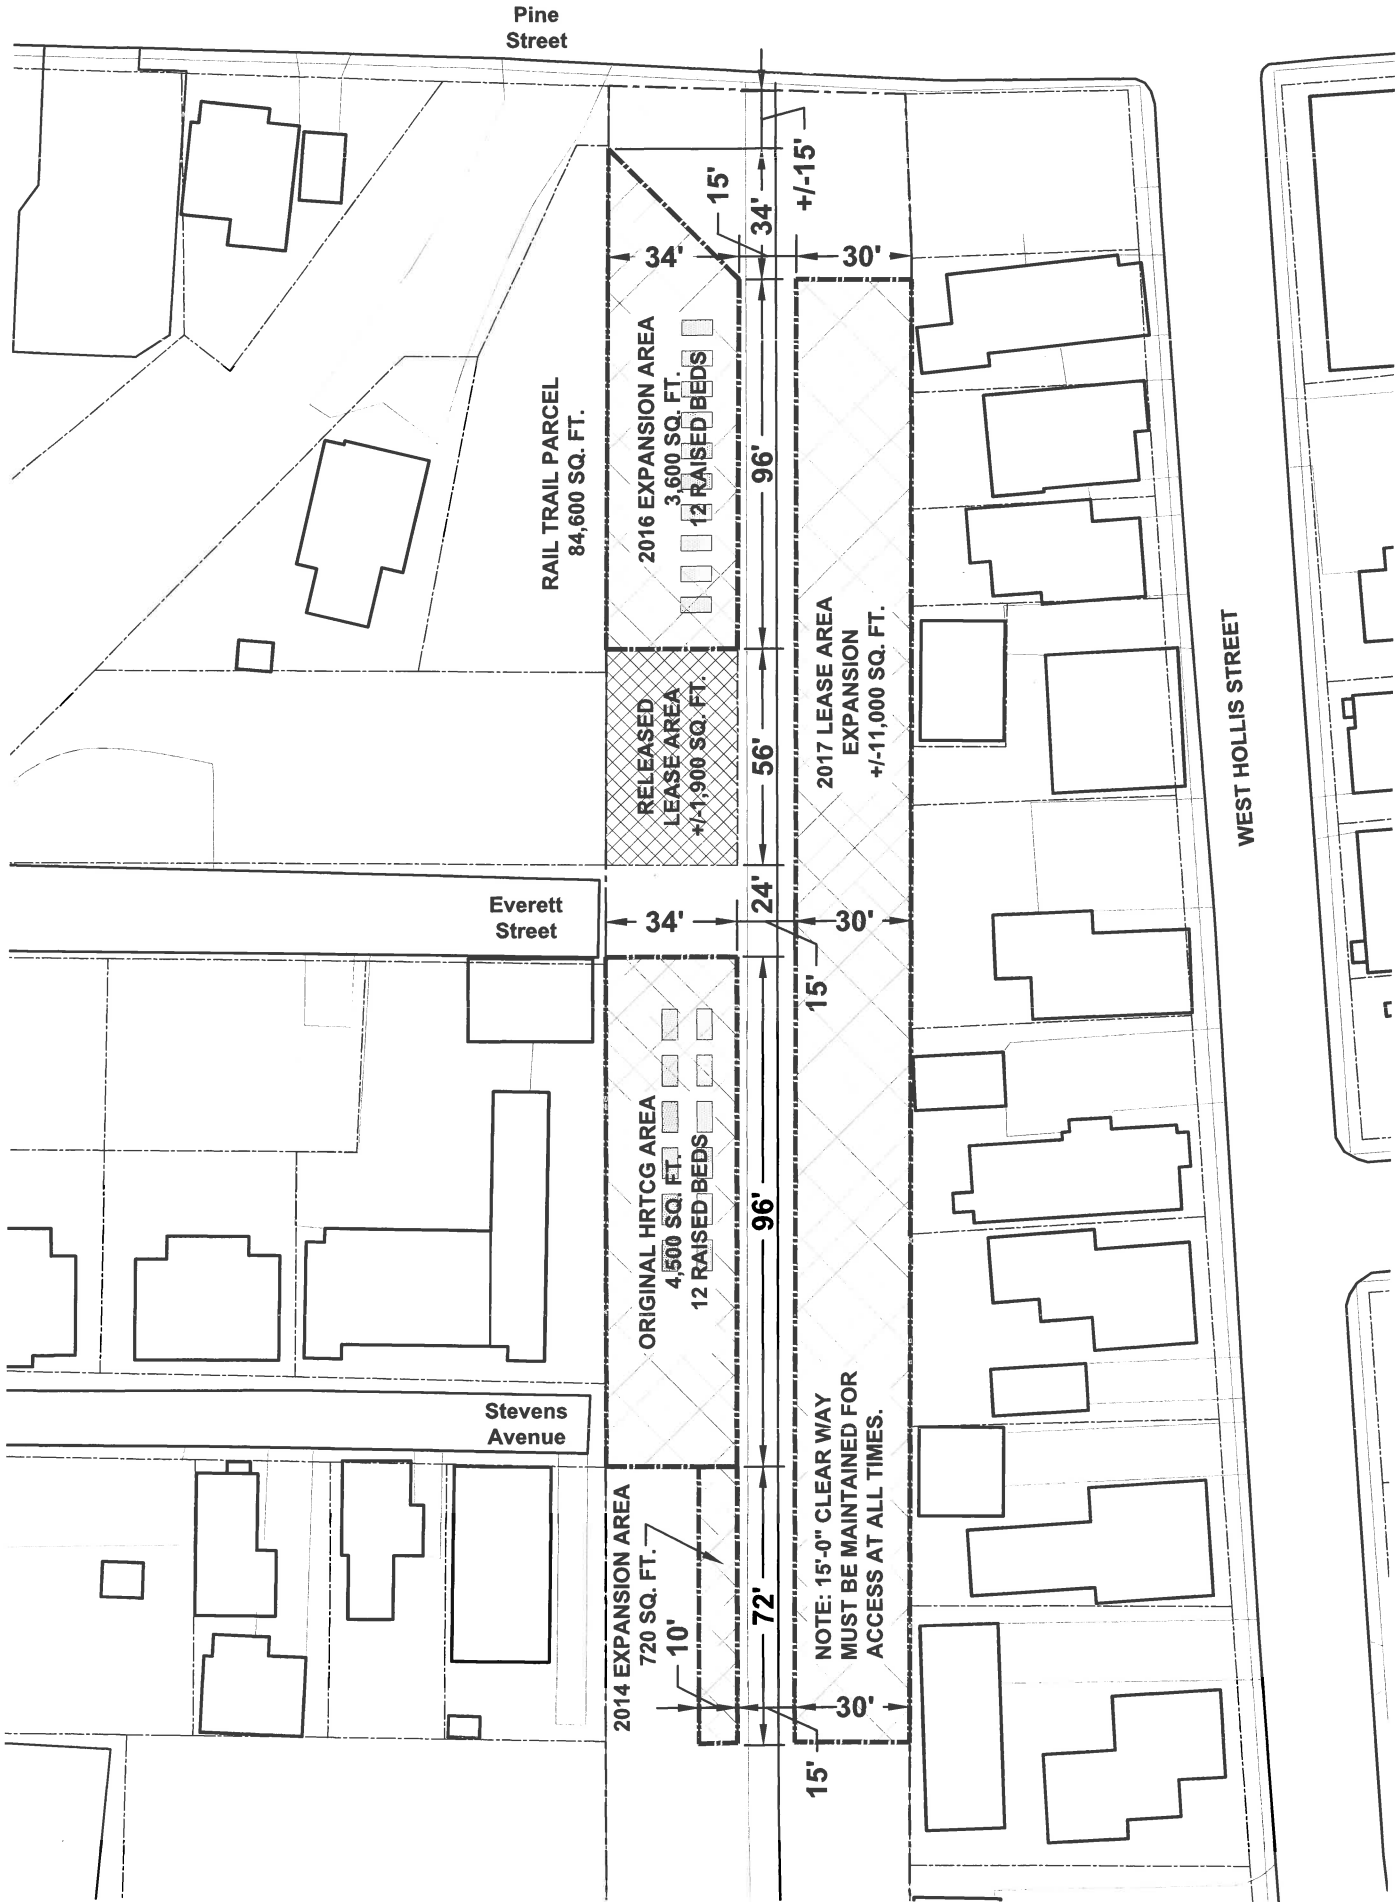 Pine
Street
+/-15'
15'
34'
34'
30'
RAIL TRAIL PARCEL
84,600 SQ. FT.
2016 EXPANSION AREA
3,600 SQ. FT.
12 RAISED BEDS
96'
2017 LEASE AREA
EXPANSION
+/-11,000 SQ. FT.
WEST HOLLIS STREET
RELEASED
LEASE AREA
+/-1,900 SQ. FT.
56'
24'
Everett
Street
34'
30'
15'
ORIGINAL HRTCG AREA
4,500 SQ. FT.
12 RAISED BEDS
96'
Stevens
Avenue
2014 EXPANSION AREA
720 SQ. FT.
10'
72'
NOTE: 15'-0" CLEAR WAY
MUST BE MAINTAINED FOR
ACCESS AT ALL TIMES.
30'
15'